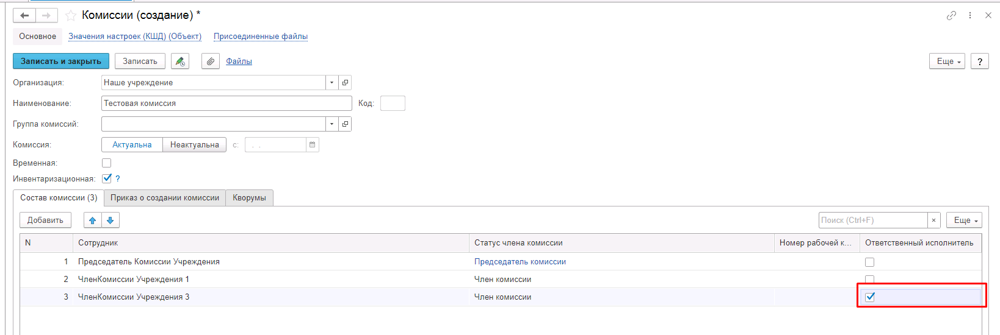 Комиссии (создание) *
Основное Значения настроек (КШД) (Объект) Присоединенные файлы
Записать и закрыть Записать Файлы Еще ?
Организация: Наше учреждение
Наименование: Тестовая комиссия Код:
Группа комиссий:
Комиссия: Актуальна Неактуальна с: . .
Временная:
Инвентаризационная: ?
Состав комиссии (3) Приказ о создании комиссии Кворумы
Добавить Поиск (Ctrl+F) × Еще
N Сотрудник Статус члена комиссии Номер рабочей к... Ответственный исполнитель
1 Председатель Комиссии Учреждения Председатель комиссии
2 ЧленКомиссии Учреждения 1 Член комиссии
3 ЧленКомиссии Учреждения 3 Член комиссии